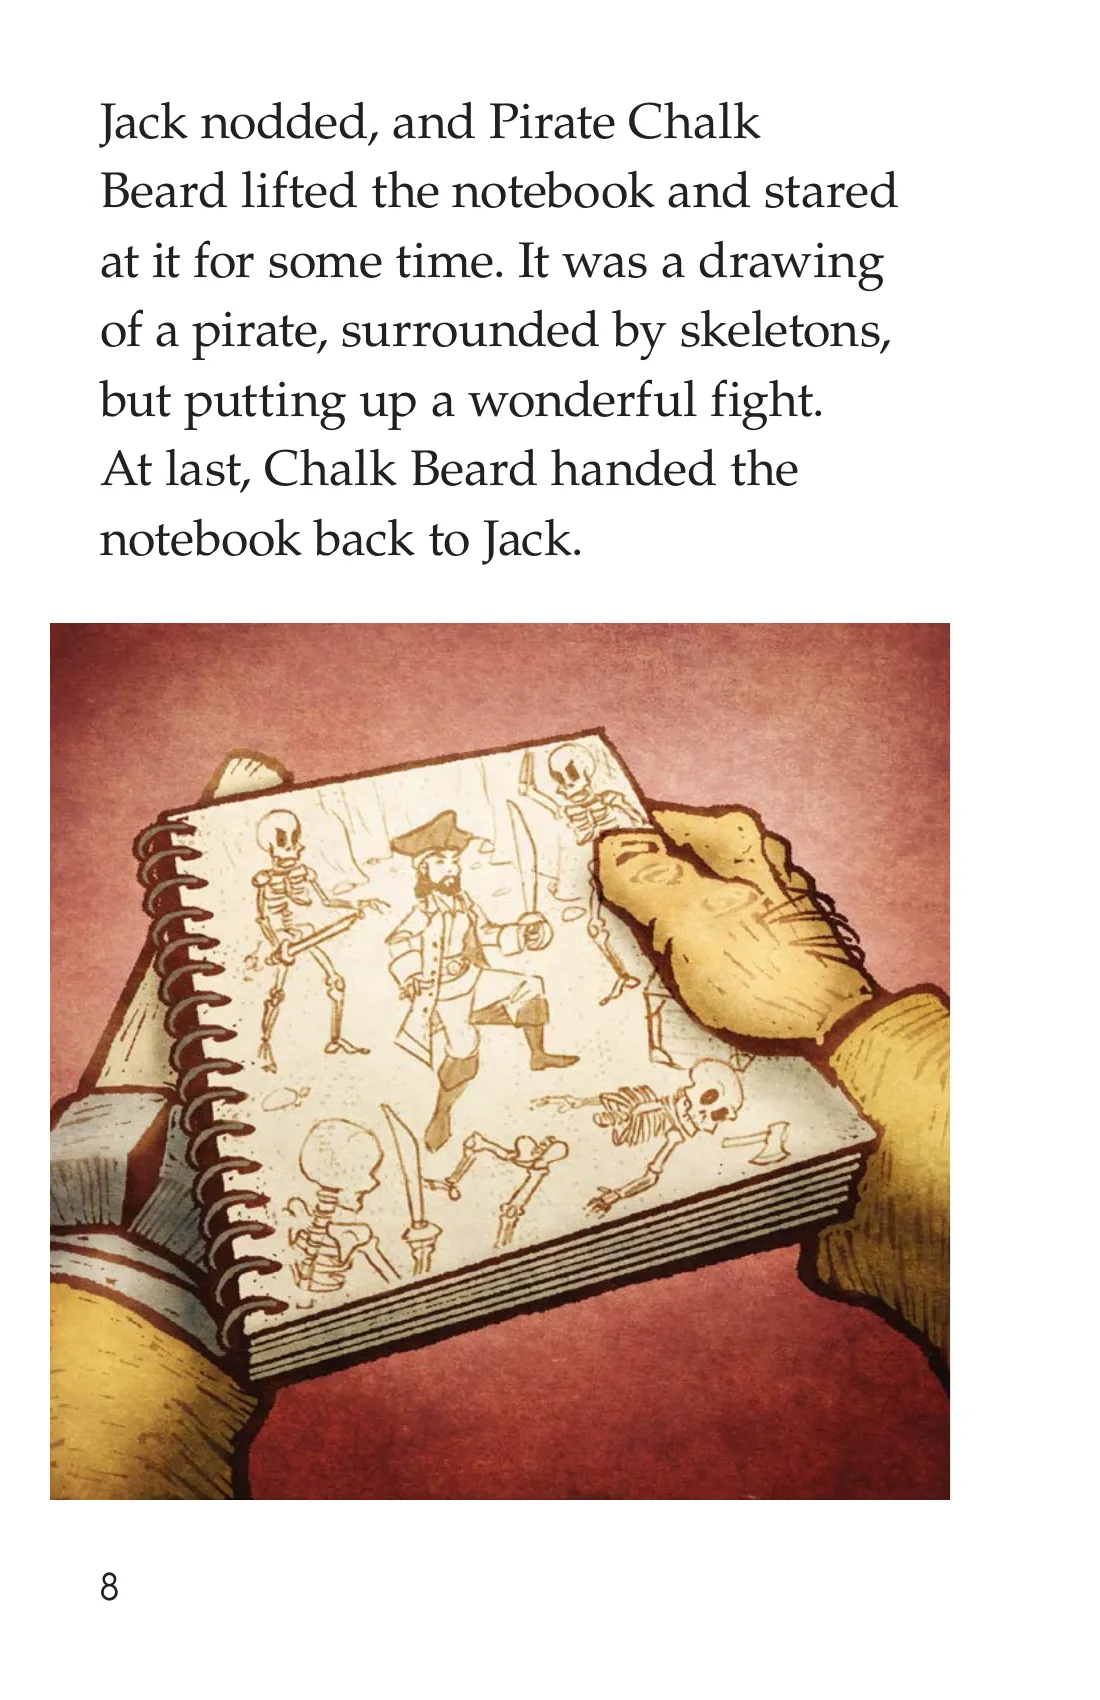 Jack nodded, and Pirate Chalk
Beard lifted the notebook and stared
at it for some time. It was a drawing
of a pirate, surrounded by skeletons,
but putting up a wonderful fight.
At last, Chalk Beard handed the
notebook back to Jack.
8